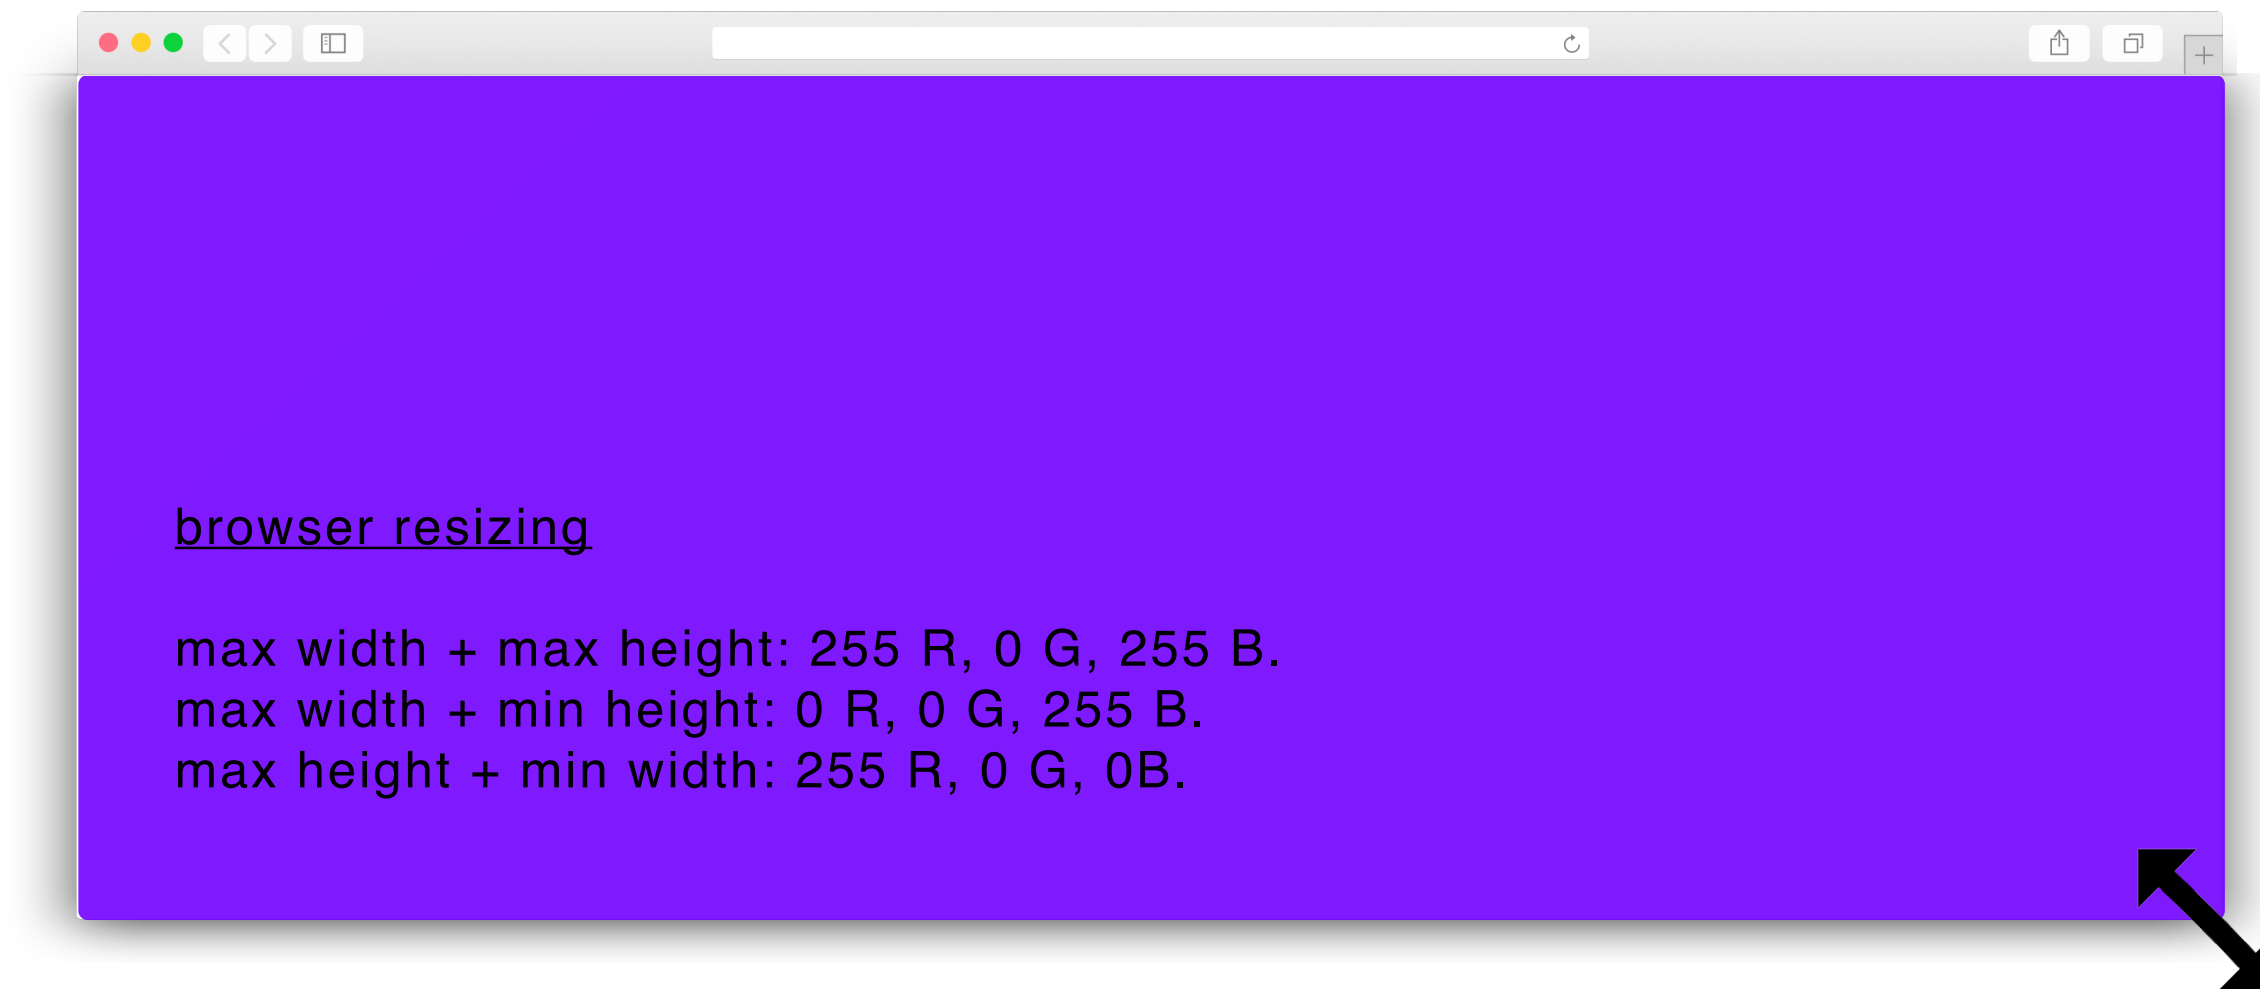 browser resizing
max width + max height: 255 R, 0 G, 255 B.
max width + min height: 0 R, 0 G, 255 B.
max height + min width: 255 R, 0 G, 0B.